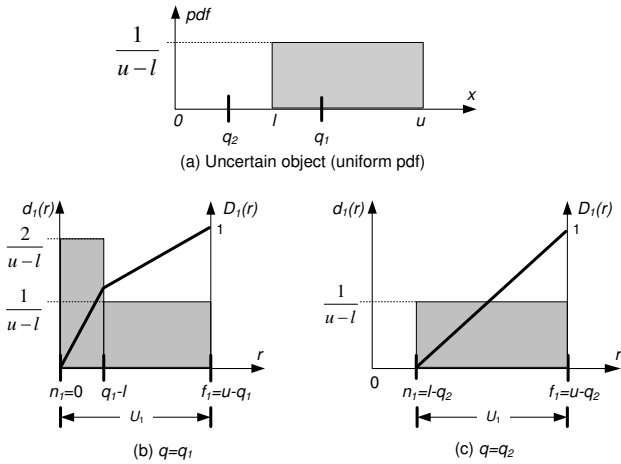 pdf
1
u – l
x
0
q2
l
q1
u
(a) Uncertain object (uniform pdf)
d1(r)
D1(r)
2
u – l
1
1
u – l
r
n1=0
q1-l
f1=u-q1
U1
(b) q=q1
d1(r)
D1(r)
1
1
u – l
r
0
n1=l-q2
f1=u-q2
U1
(c) q=q2